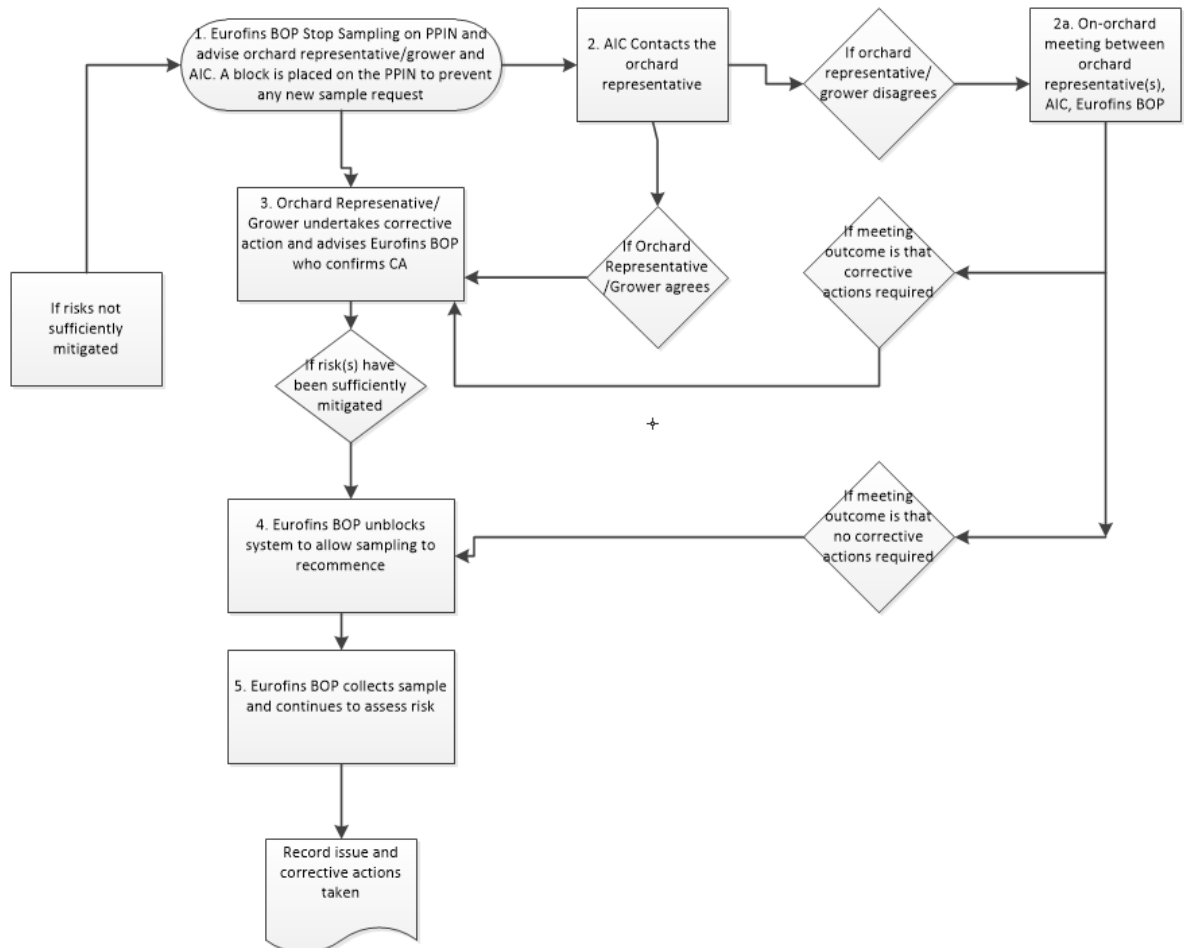 1. Eurofins BOP Stop Sampling on PPIN and
advise orchard representative/grower and
AIC. A block is placed on the PPIN to prevent
any new sample request
2. AIC Contacts the
orchard
representative
If orchard
representative/
grower disagrees
2a. On-orchard
meeting between
orchard
representative(s),
AIC, Eurofins BOP
3. Orchard Represenative/
Grower undertakes corrective
action and advises Eurofins BOP
who confirms CA
If Orchard
Representative
/Grower agrees
If meeting
outcome is that
corrective
actions required
If risks not
sufficiently
mitigated
If risk(s) have
been sufficiently
mitigated
4. Eurofins BOP unblocks
system to allow sampling to
recommence
If meeting
outcome is that
no corrective
actions required
5. Eurofins BOP collects sample
and continues to assess risk
Record issue and
corrective actions
taken